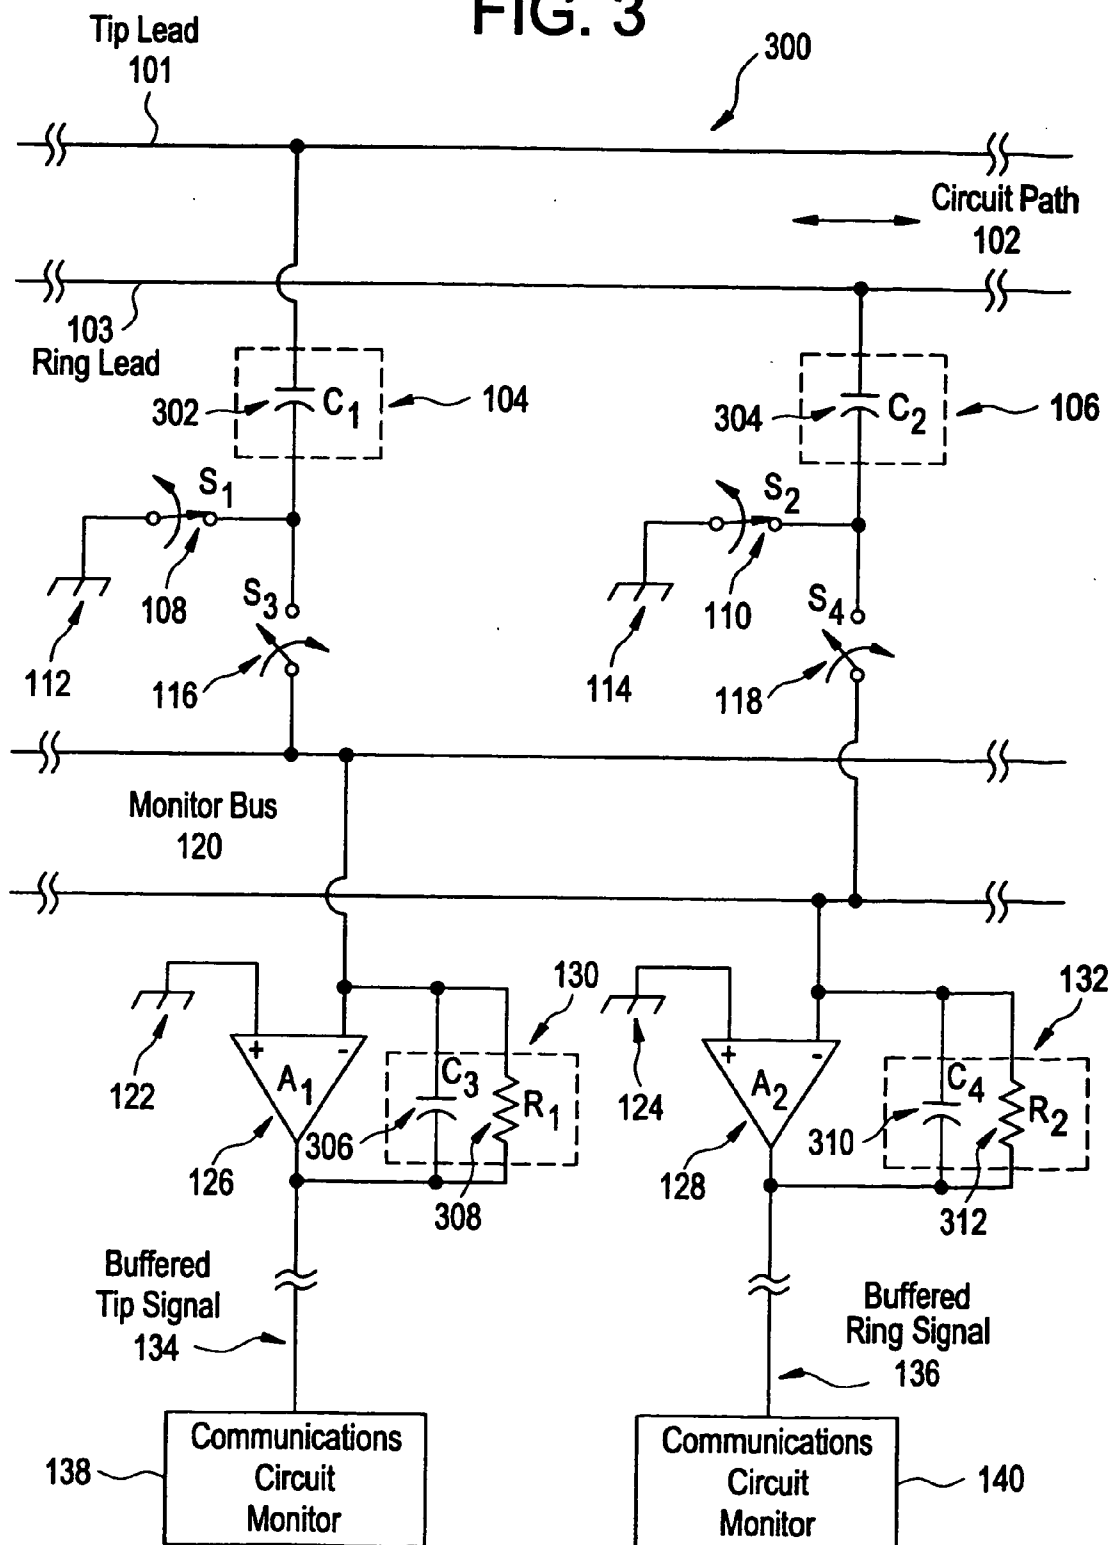 FIG. 3
Tip Lead
101
300
Circuit Path
102
103
Ring Lead
302
C1
104
304
C2
106
S1
S2
108
110
112
114
S3
S4
116
118
Monitor Bus
120
122
+
-
A1
126
130
C3
306
R1
308
124
+
-
A2
128
132
C4
310
R2
312
Buffered
Tip Signal
134
Buffered
Ring Signal
136
138
Communications
Circuit
Monitor
Communications
Circuit
Monitor
140